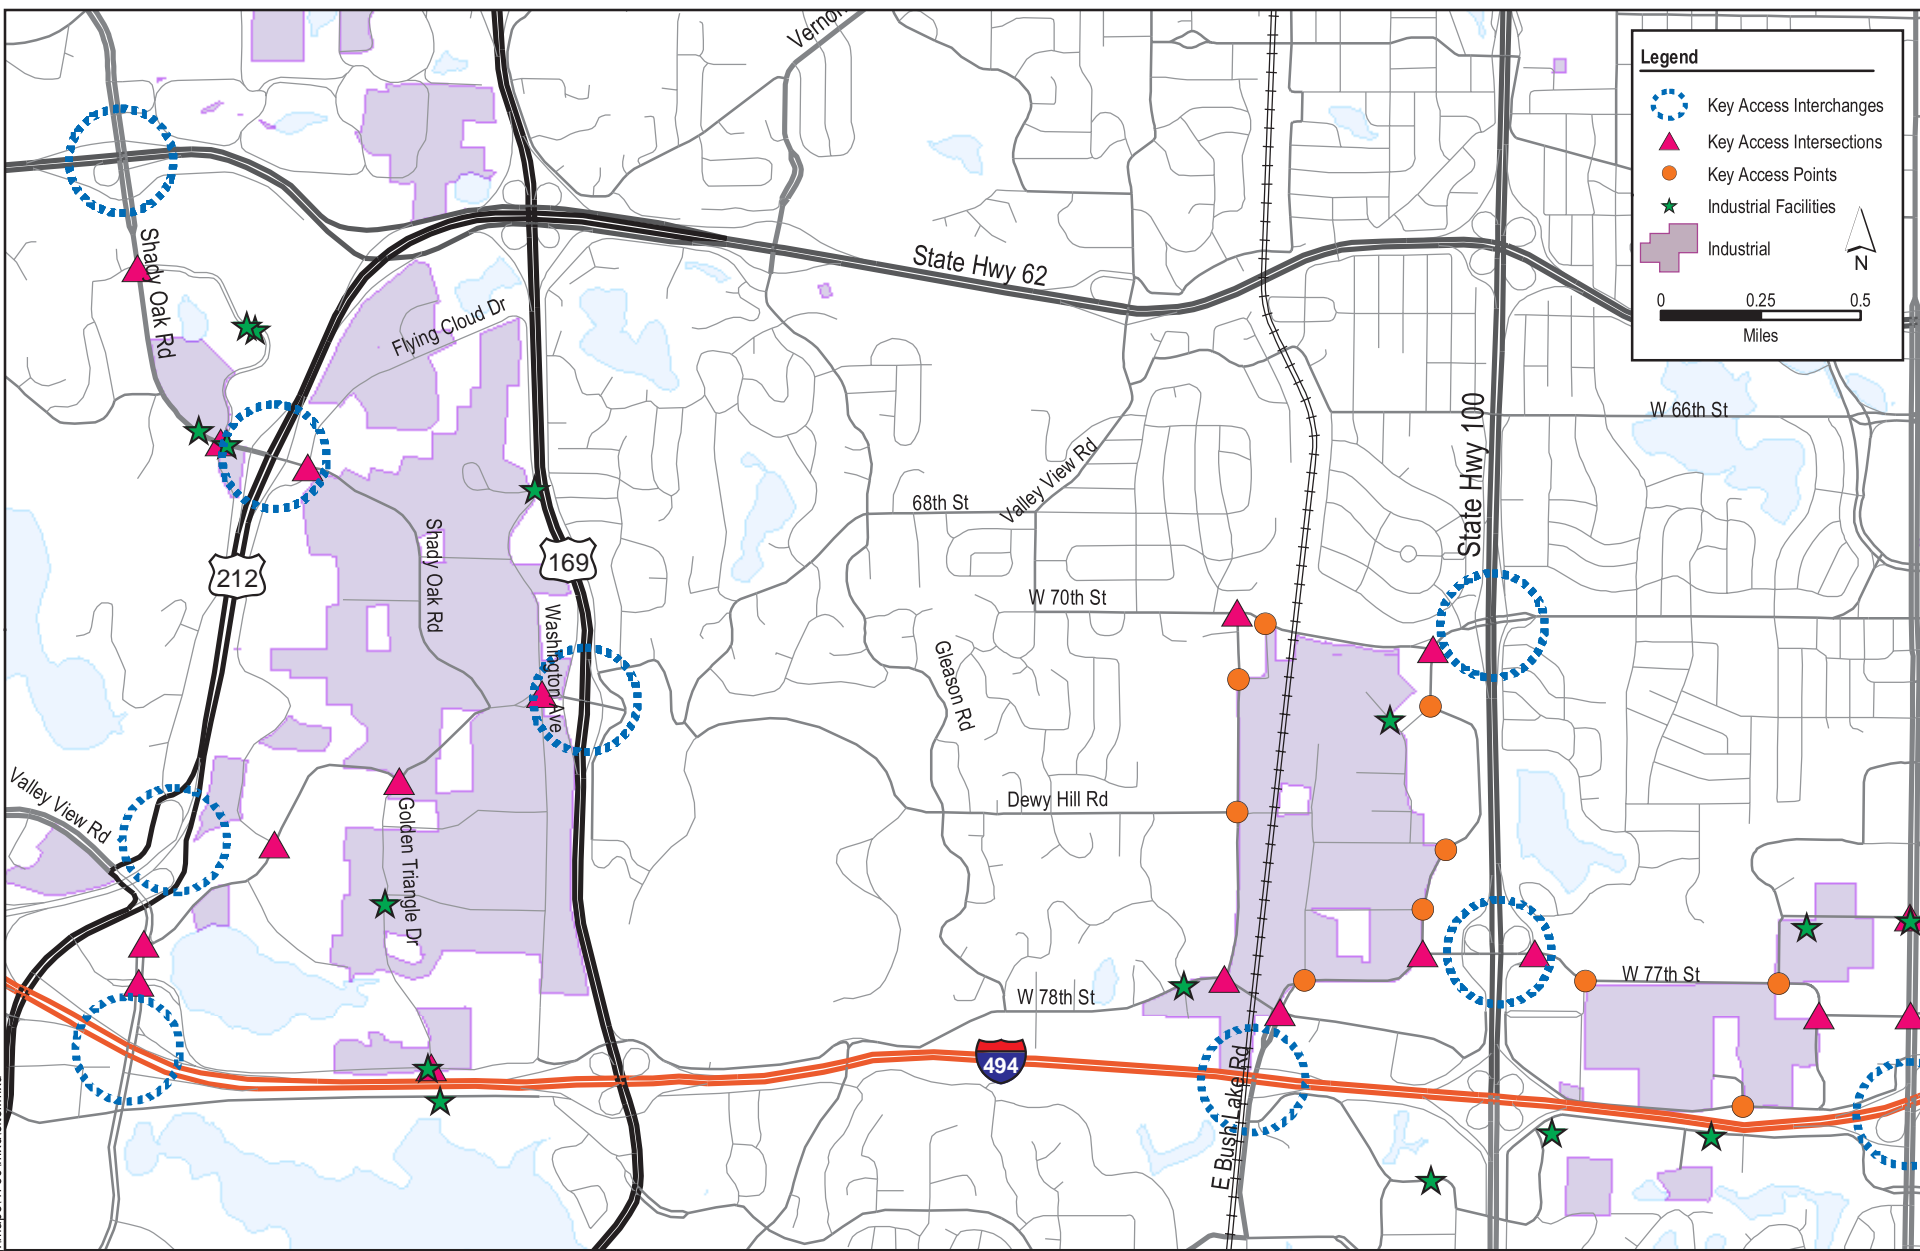 Vernon
Legend
Key Access Interchanges
Key Access Intersections
Key Access Points
Industrial Facilities
Industrial
N
0 0.25 0.5
Miles
Shady Oak Rd
State Hwy 62
Flying Cloud Dr
W 66th St
State Hwy 100
Valley View Rd
68th St
Shady Oak Rd
212
169
W 70th St
Washington Ave
Gleason Rd
Valley View Rd
Dewy Hill Rd
Golden Triangle Dr
W 77th St
W 78th St
494
E Bush Lake Rd